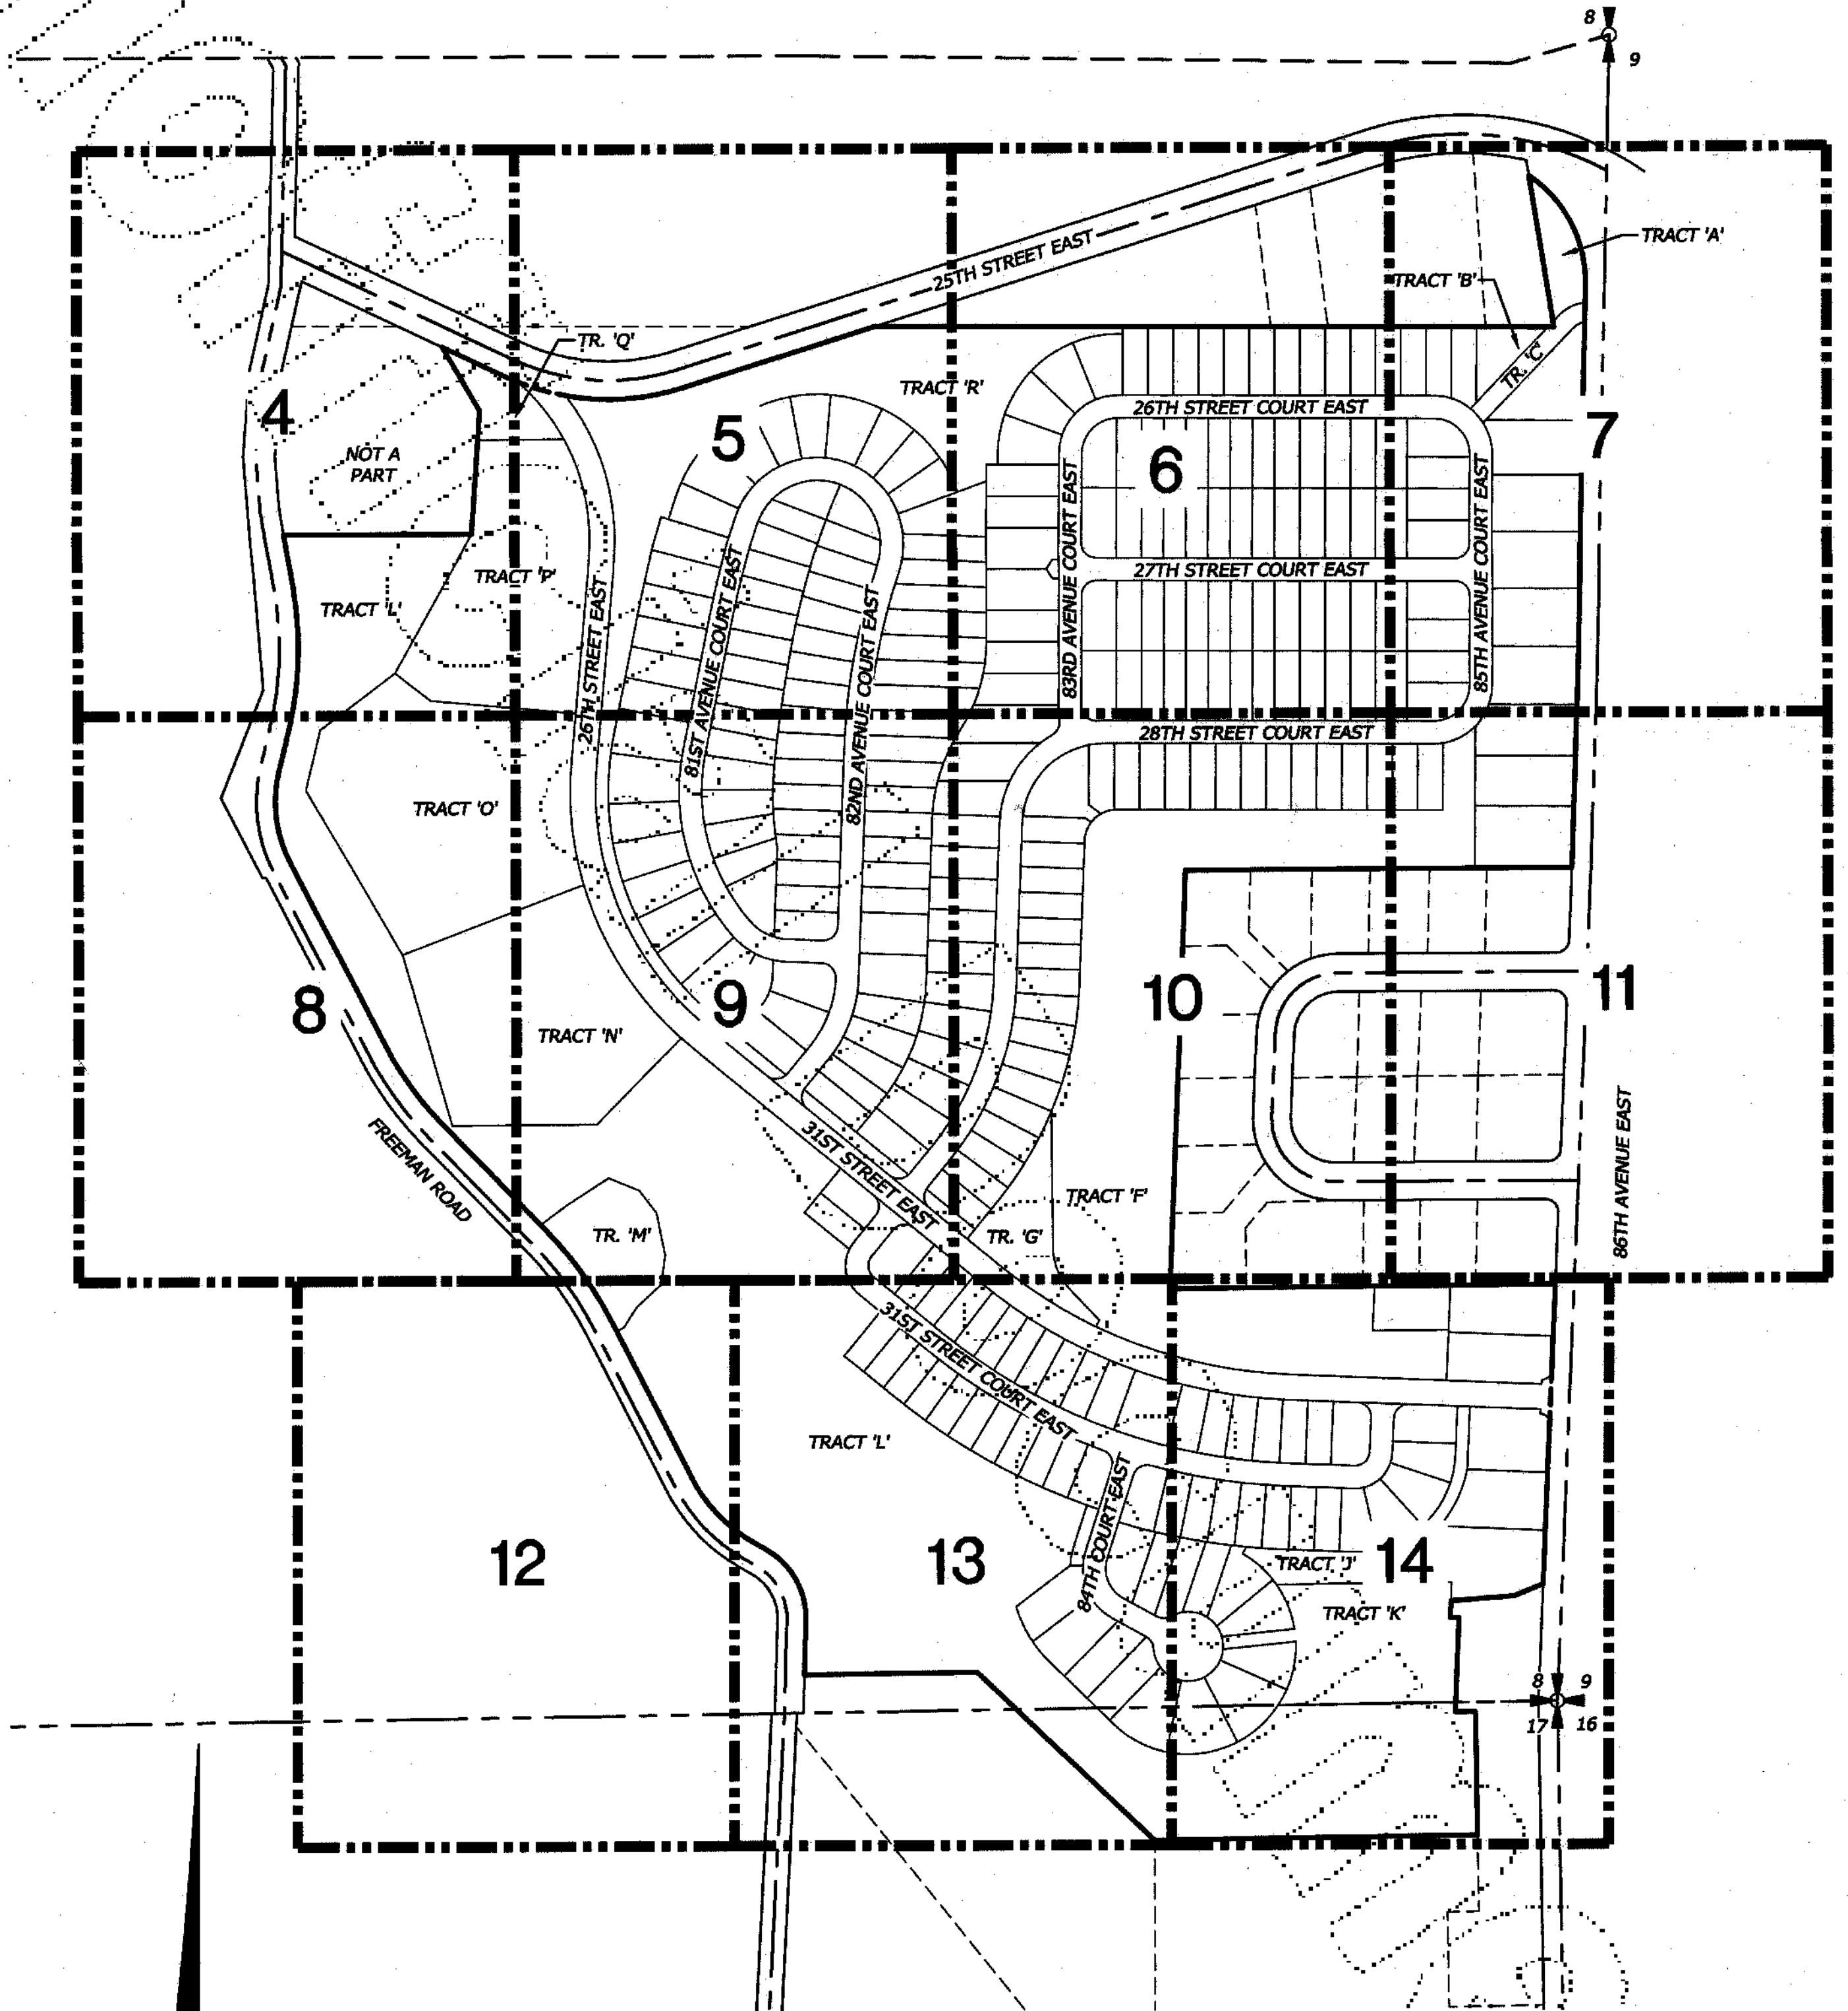 8
9
TRACT 'A'
25TH STREET EAST
TRACT 'B'
TR. 'Q'
TR. 'C'
TRACT 'R'
26TH STREET COURT EAST
4
5
6
7
NOT A
PART
83RD AVENUE COURT EAST
85TH AVENUE COURT EAST
27TH STREET COURT EAST
TRACT 'P'
TRACT 'L'
26TH STREET EAST
81ST AVENUE COURT EAST
82ND AVENUE COURT EAST
28TH STREET COURT EAST
TRACT 'O'
8
9
10
11
TRACT 'N'
FREEMAN ROAD
31ST STREET EAST
86TH AVENUE EAST
TRACT 'F'
TR. 'M'
TR. 'G'
31ST STREET COURT EAST
TRACT 'L'
84TH COURT EAST
12
13
14
TRACT 'J'
TRACT 'K'
8
9
17
16